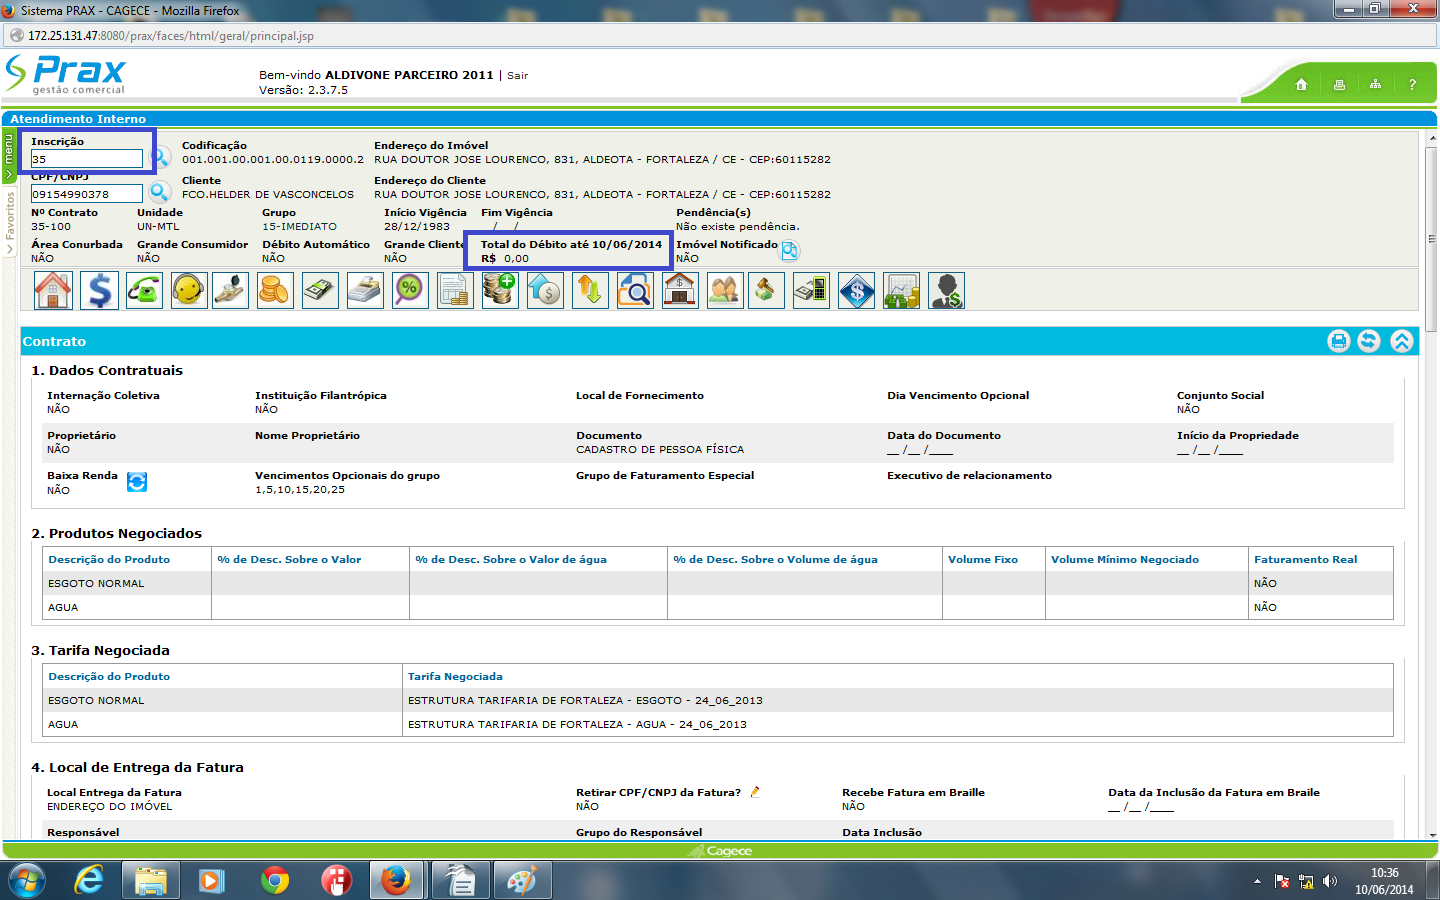 Sistema PRAX - CAGECE - Mozilla Firefox
172.25.131.47:8080/prax/faces/html/geral/principal.jsp
Prax
gestão comercial
Bem-vindo ALDIVONE PARCEIRO 2011 | Sair
Versão: 2.3.7.5
?
Atendimento Interno
menu
Favoritos
Inscrição Codificação Endereço do Imóvel
35 001.001.00.001.00.0119.0000.2 RUA DOUTOR JOSE LOURENCO, 831, ALDEOTA - FORTALEZA / CE - CEP:60115282
CPF/CNPJ Cliente Endereço do Cliente
09154990378 FCO.HELDER DE VASCONCELOS RUA DOUTOR JOSE LOURENCO, 831, ALDEOTA - FORTALEZA / CE - CEP:60115282
Nº Contrato Unidade Grupo Início Vigência Fim Vigência Pendência(s)
35-100 UN-MTL 15-IMEDIATO 28/12/1983 __/__/____ Não existe pendência.
Área Conurbada Grande Consumidor Débito Automático Grande Cliente Total do Débito até 10/06/2014 Imóvel Notificado
NÃO NÃO NÃO NÃO R$ 0,00 NÃO
Contrato
1. Dados Contratuais
Internação Coletiva Instituição Filantrópica Local de Fornecimento Dia Vencimento Opcional Conjunto Social
NÃO NÃO NÃO
Proprietário Nome Proprietário Documento Data do Documento Início da Propriedade
NÃO CADASTRO DE PESSOA FÍSICA __ /__ /____ __ /__ /____
Baixa Renda Vencimentos Opcionais do grupo Grupo de Faturamento Especial Executivo de relacionamento
NÃO 1,5,10,15,20,25
2. Produtos Negociados
Descrição do Produto % de Desc. Sobre o Valor % de Desc. Sobre o Valor de água % de Desc. Sobre o Volume de água Volume Fixo Volume Mínimo Negociado Faturamento Real
ESGOTO NORMAL NÃO
AGUA NÃO
3. Tarifa Negociada
Descrição do Produto Tarifa Negociada
ESGOTO NORMAL ESTRUTURA TARIFARIA DE FORTALEZA - ESGOTO - 24_06_2013
AGUA ESTRUTURA TARIFARIA DE FORTALEZA - AGUA - 24_06_2013
4. Local de Entrega da Fatura
Local Entrega da Fatura Retirar CPF/CNPJ da Fatura? Recebe Fatura em Braille Data da Inclusão da Fatura em Braile
ENDEREÇO DO IMÓVEL NÃO NÃO __ /__ /____
Responsável Grupo do Responsável Data Inclusão
Cagece
10:36
10/06/2014